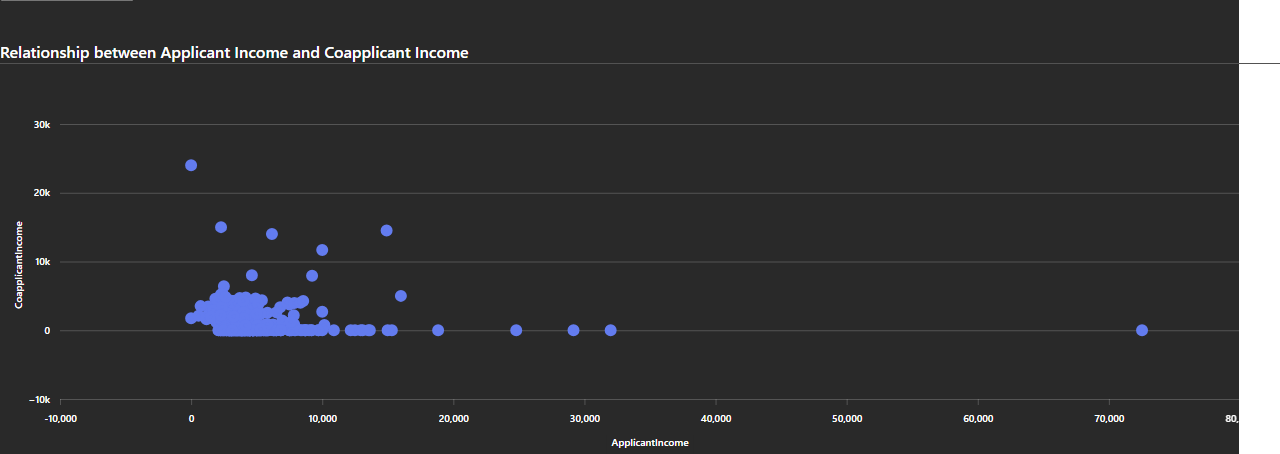 Relationship between Applicant Income and Coapplicant Income
30k
20k
10k
0
−10k
CoapplicantIncome
-10,000 0 10,000 20,000 30,000 40,000 50,000 60,000 70,000 80,
ApplicantIncome